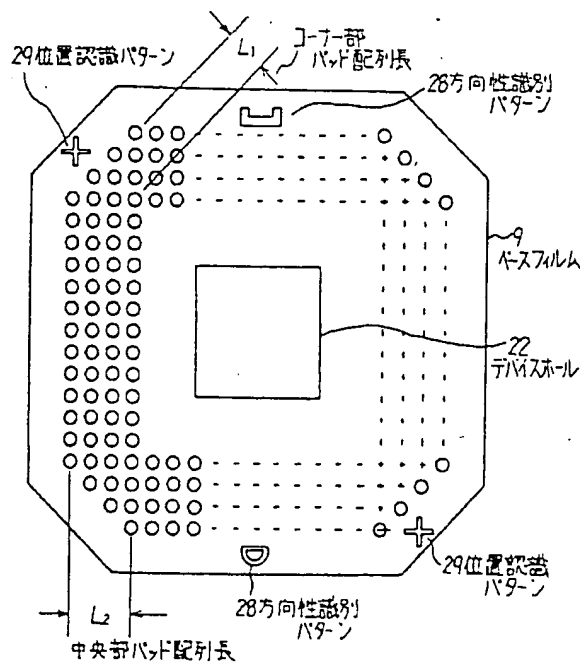 L₁
コーナー部
パッド配列長
29位置認識パターン
28方向性識別
パターン
9
ベースフィルム
22
デバイスホール
29位置認識
パターン
28方向性識別
パターン
L₂
中央部パッド配列長